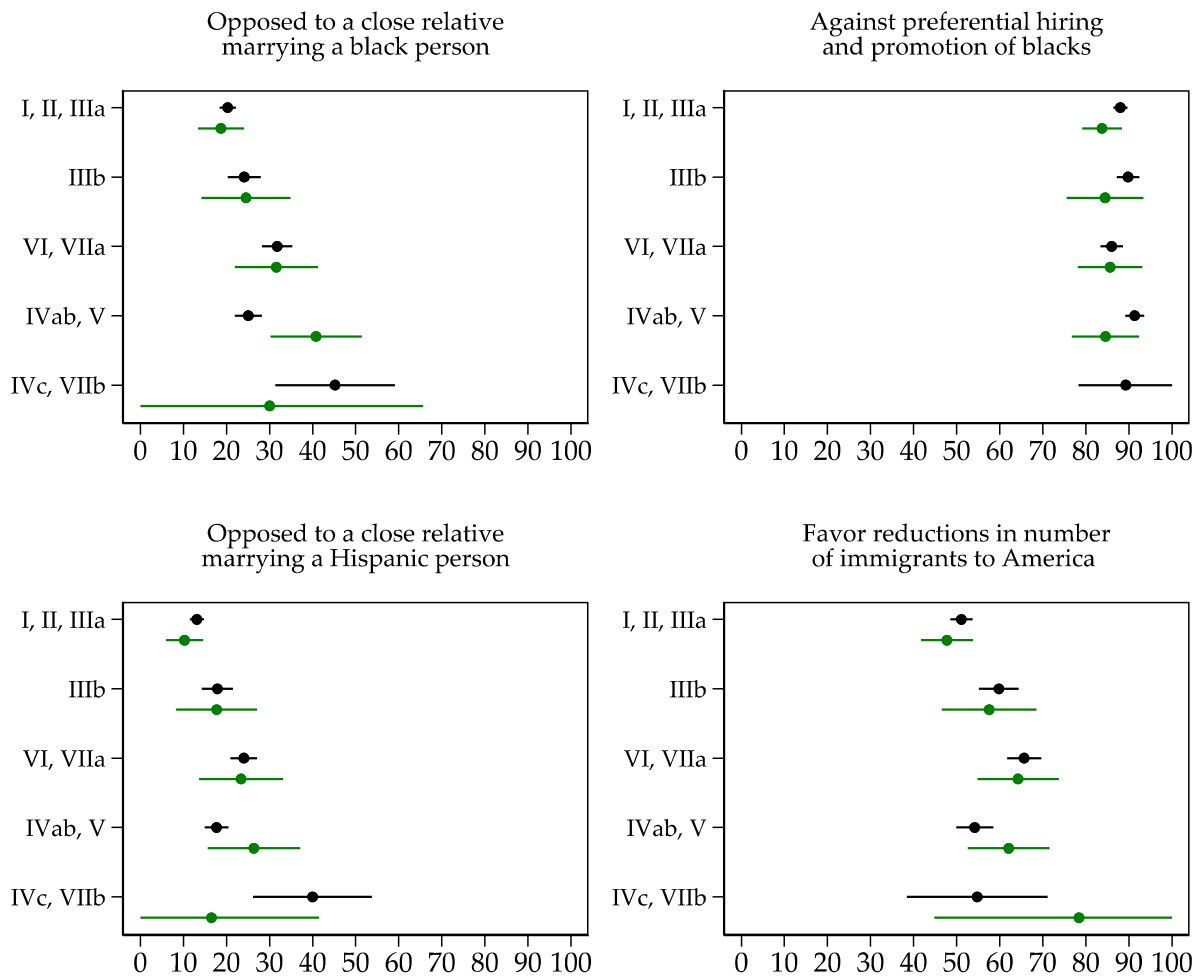 Opposed to a close relative
marrying a black person
I, II, IIIa
IIIb
VI, VIIa
IVab, V
IVc, VIIb
0 10 20 30 40 50 60 70 80 90 100
Against preferential hiring
and promotion of blacks
I, II, IIIa
IIIb
VI, VIIa
IVab, V
IVc, VIIb
0 10 20 30 40 50 60 70 80 90 100
Opposed to a close relative
marrying a Hispanic person
I, II, IIIa
IIIb
VI, VIIa
IVab, V
IVc, VIIb
0 10 20 30 40 50 60 70 80 90 100
Favor reductions in number
of immigrants to America
I, II, IIIa
IIIb
VI, VIIa
IVab, V
IVc, VIIb
0 10 20 30 40 50 60 70 80 90 100